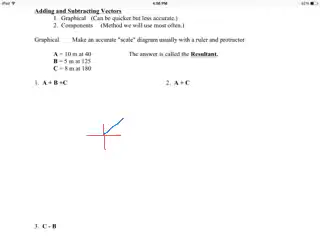 iPad
4:08 PM
62%
Adding and Subtracting Vectors
1. Graphical (Can be quicker but less accurate.)
2. Components (Method we will use most often.)
Graphical Make an accurate "scale" diagram usually with a ruler and protractor
A = 10 m at 40 The answer is called the Resultant.
B = 5 m at 125
C = 8 m at 180
1. A + B +C 2. A + C
3. C - B